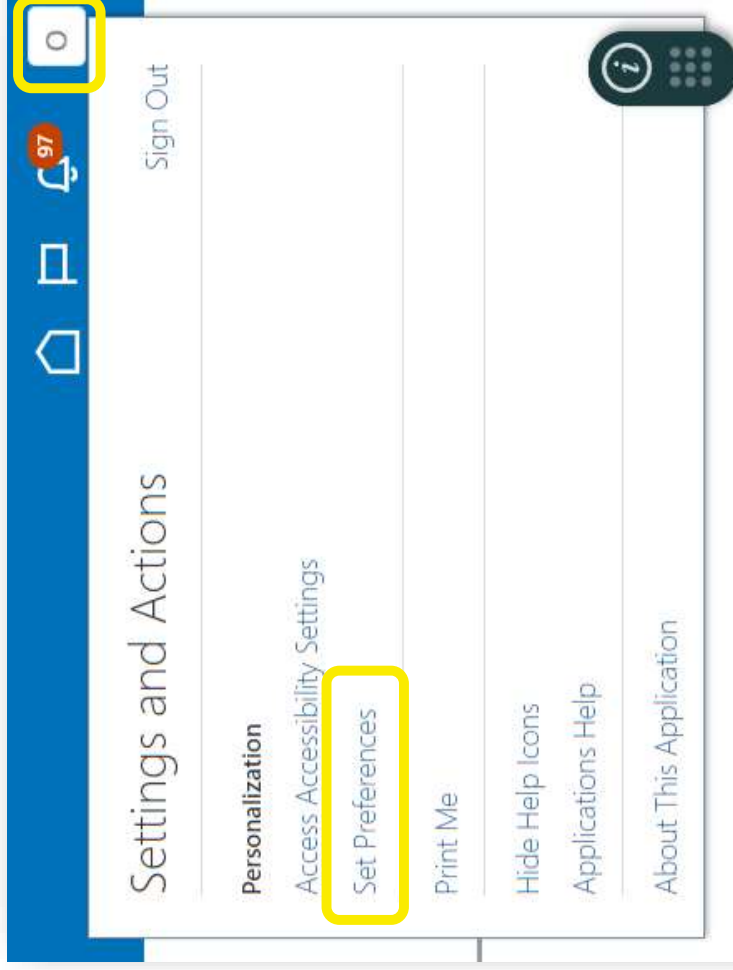 97
O
Settings and Actions
Sign Out
Personalization
Access Accessibility Settings
Set Preferences
Print Me
Hide Help Icons
Applications Help
About This Application
i